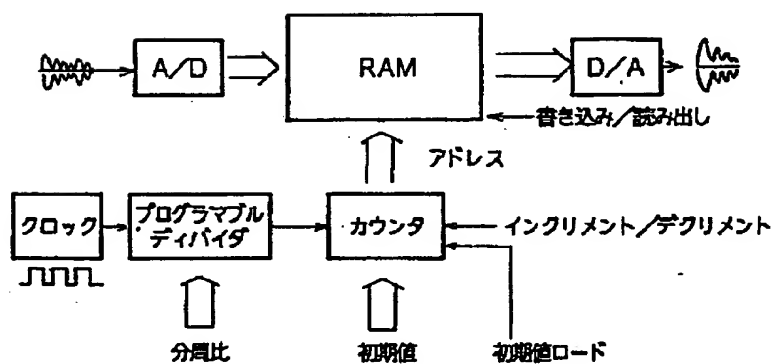 A/D
RAM
D/A
書き込み/読み出し
アドレス
クロック
プログラマブル
ディバイダ
カウンタ
インクリメント/デクリメント
分周比
初期値
初期値ロード